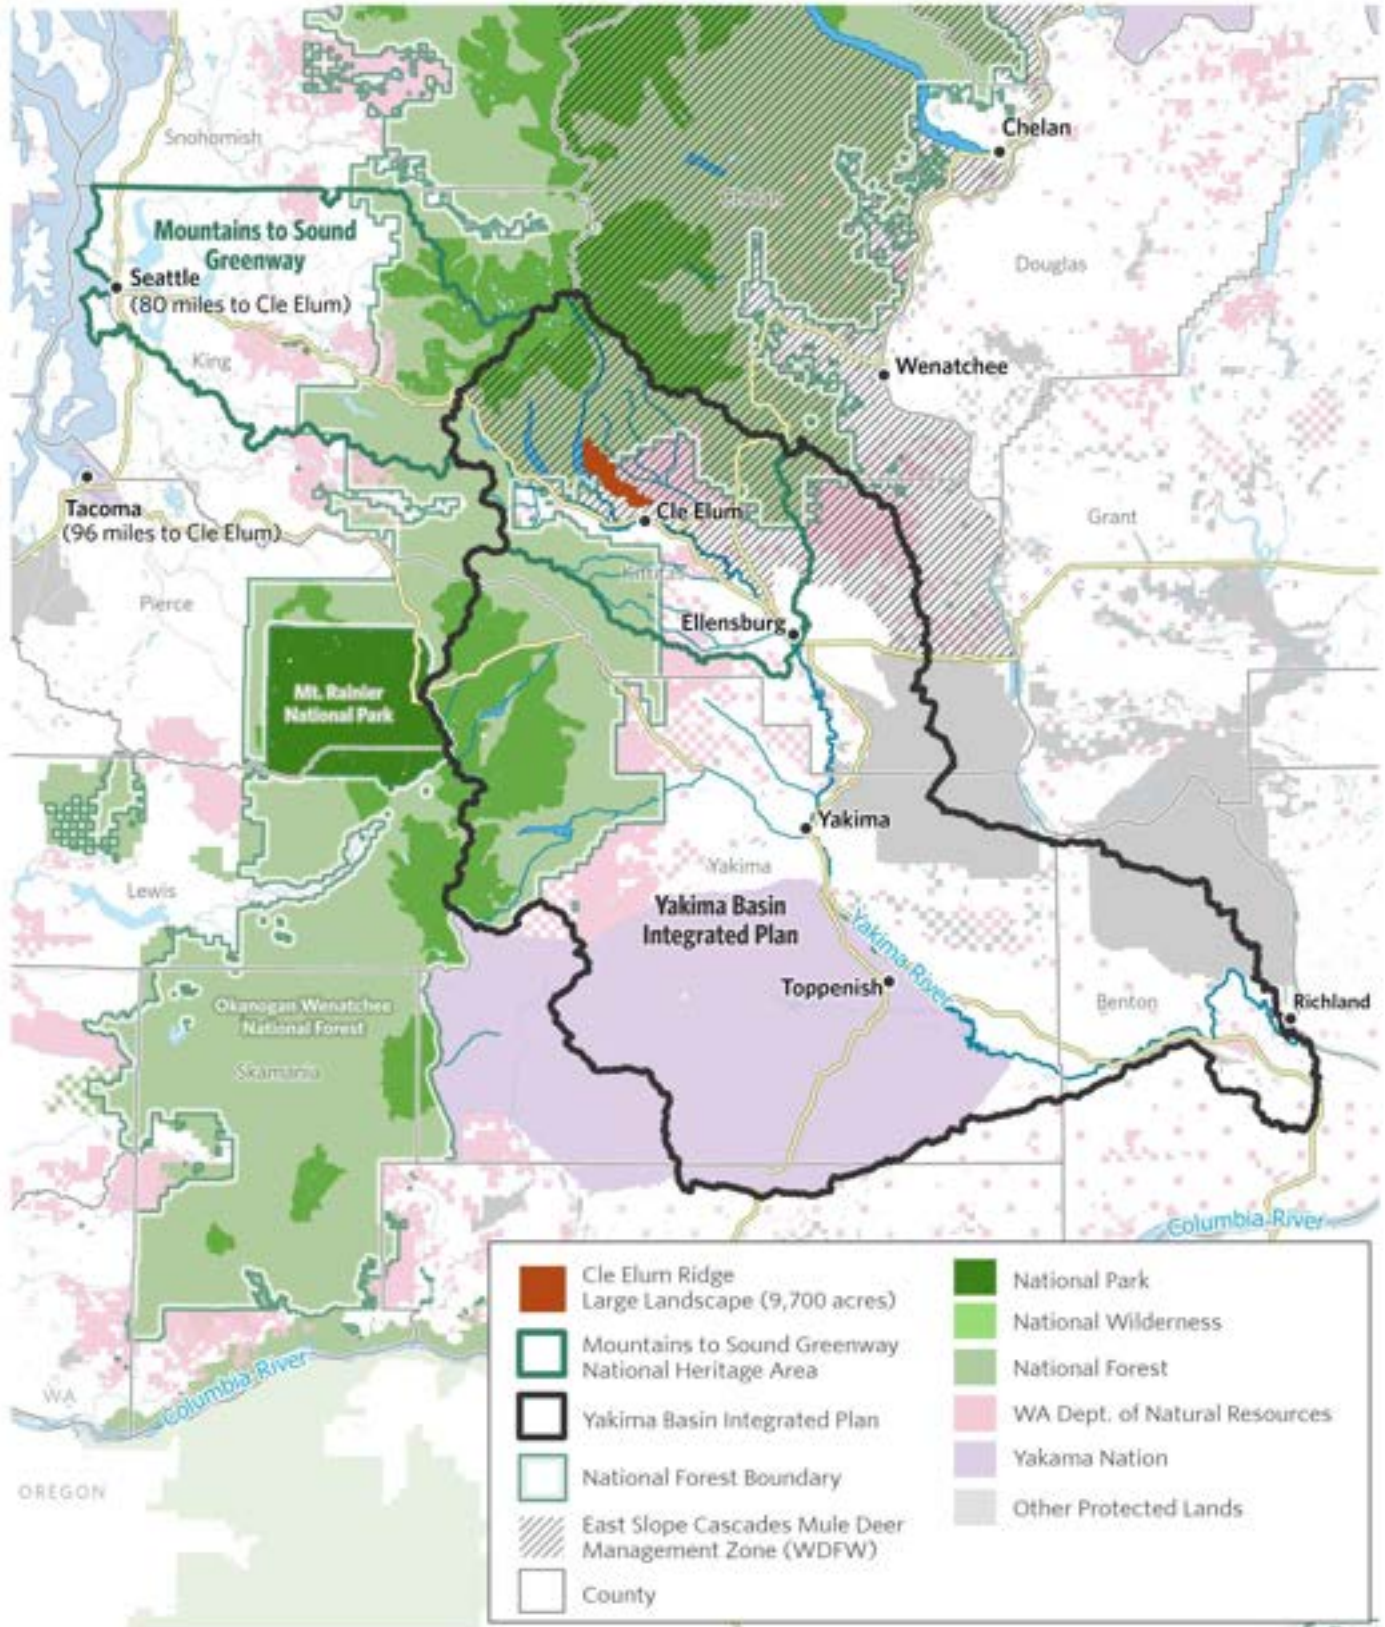 Chelan
Snohomish
Mountains to Sound
Greenway
Seattle
(80 miles to Cle Elum)
Douglas
King
Wenatchee
Tacoma
(96 miles to Cle Elum)
Cle Elum
Grant
Kittitas
Pierce
Ellensburg
Mt. Rainier
National Park
Yakima
Yakima
Lewis
Yakima Basin
Integrated Plan
Yakima River
Toppenish
Okanogan Wenatchee
National Forest
Benton
Richland
Skamania
Columbia River
Columbia River
WA
OREGON
Cle Elum Ridge
Large Landscape (9,700 acres)
Mountains to Sound Greenway
National Heritage Area
Yakima Basin Integrated Plan
National Forest Boundary
East Slope Cascades Mule Deer
Management Zone (WDFW)
County
National Park
National Wilderness
National Forest
WA Dept. of Natural Resources
Yakama Nation
Other Protected Lands